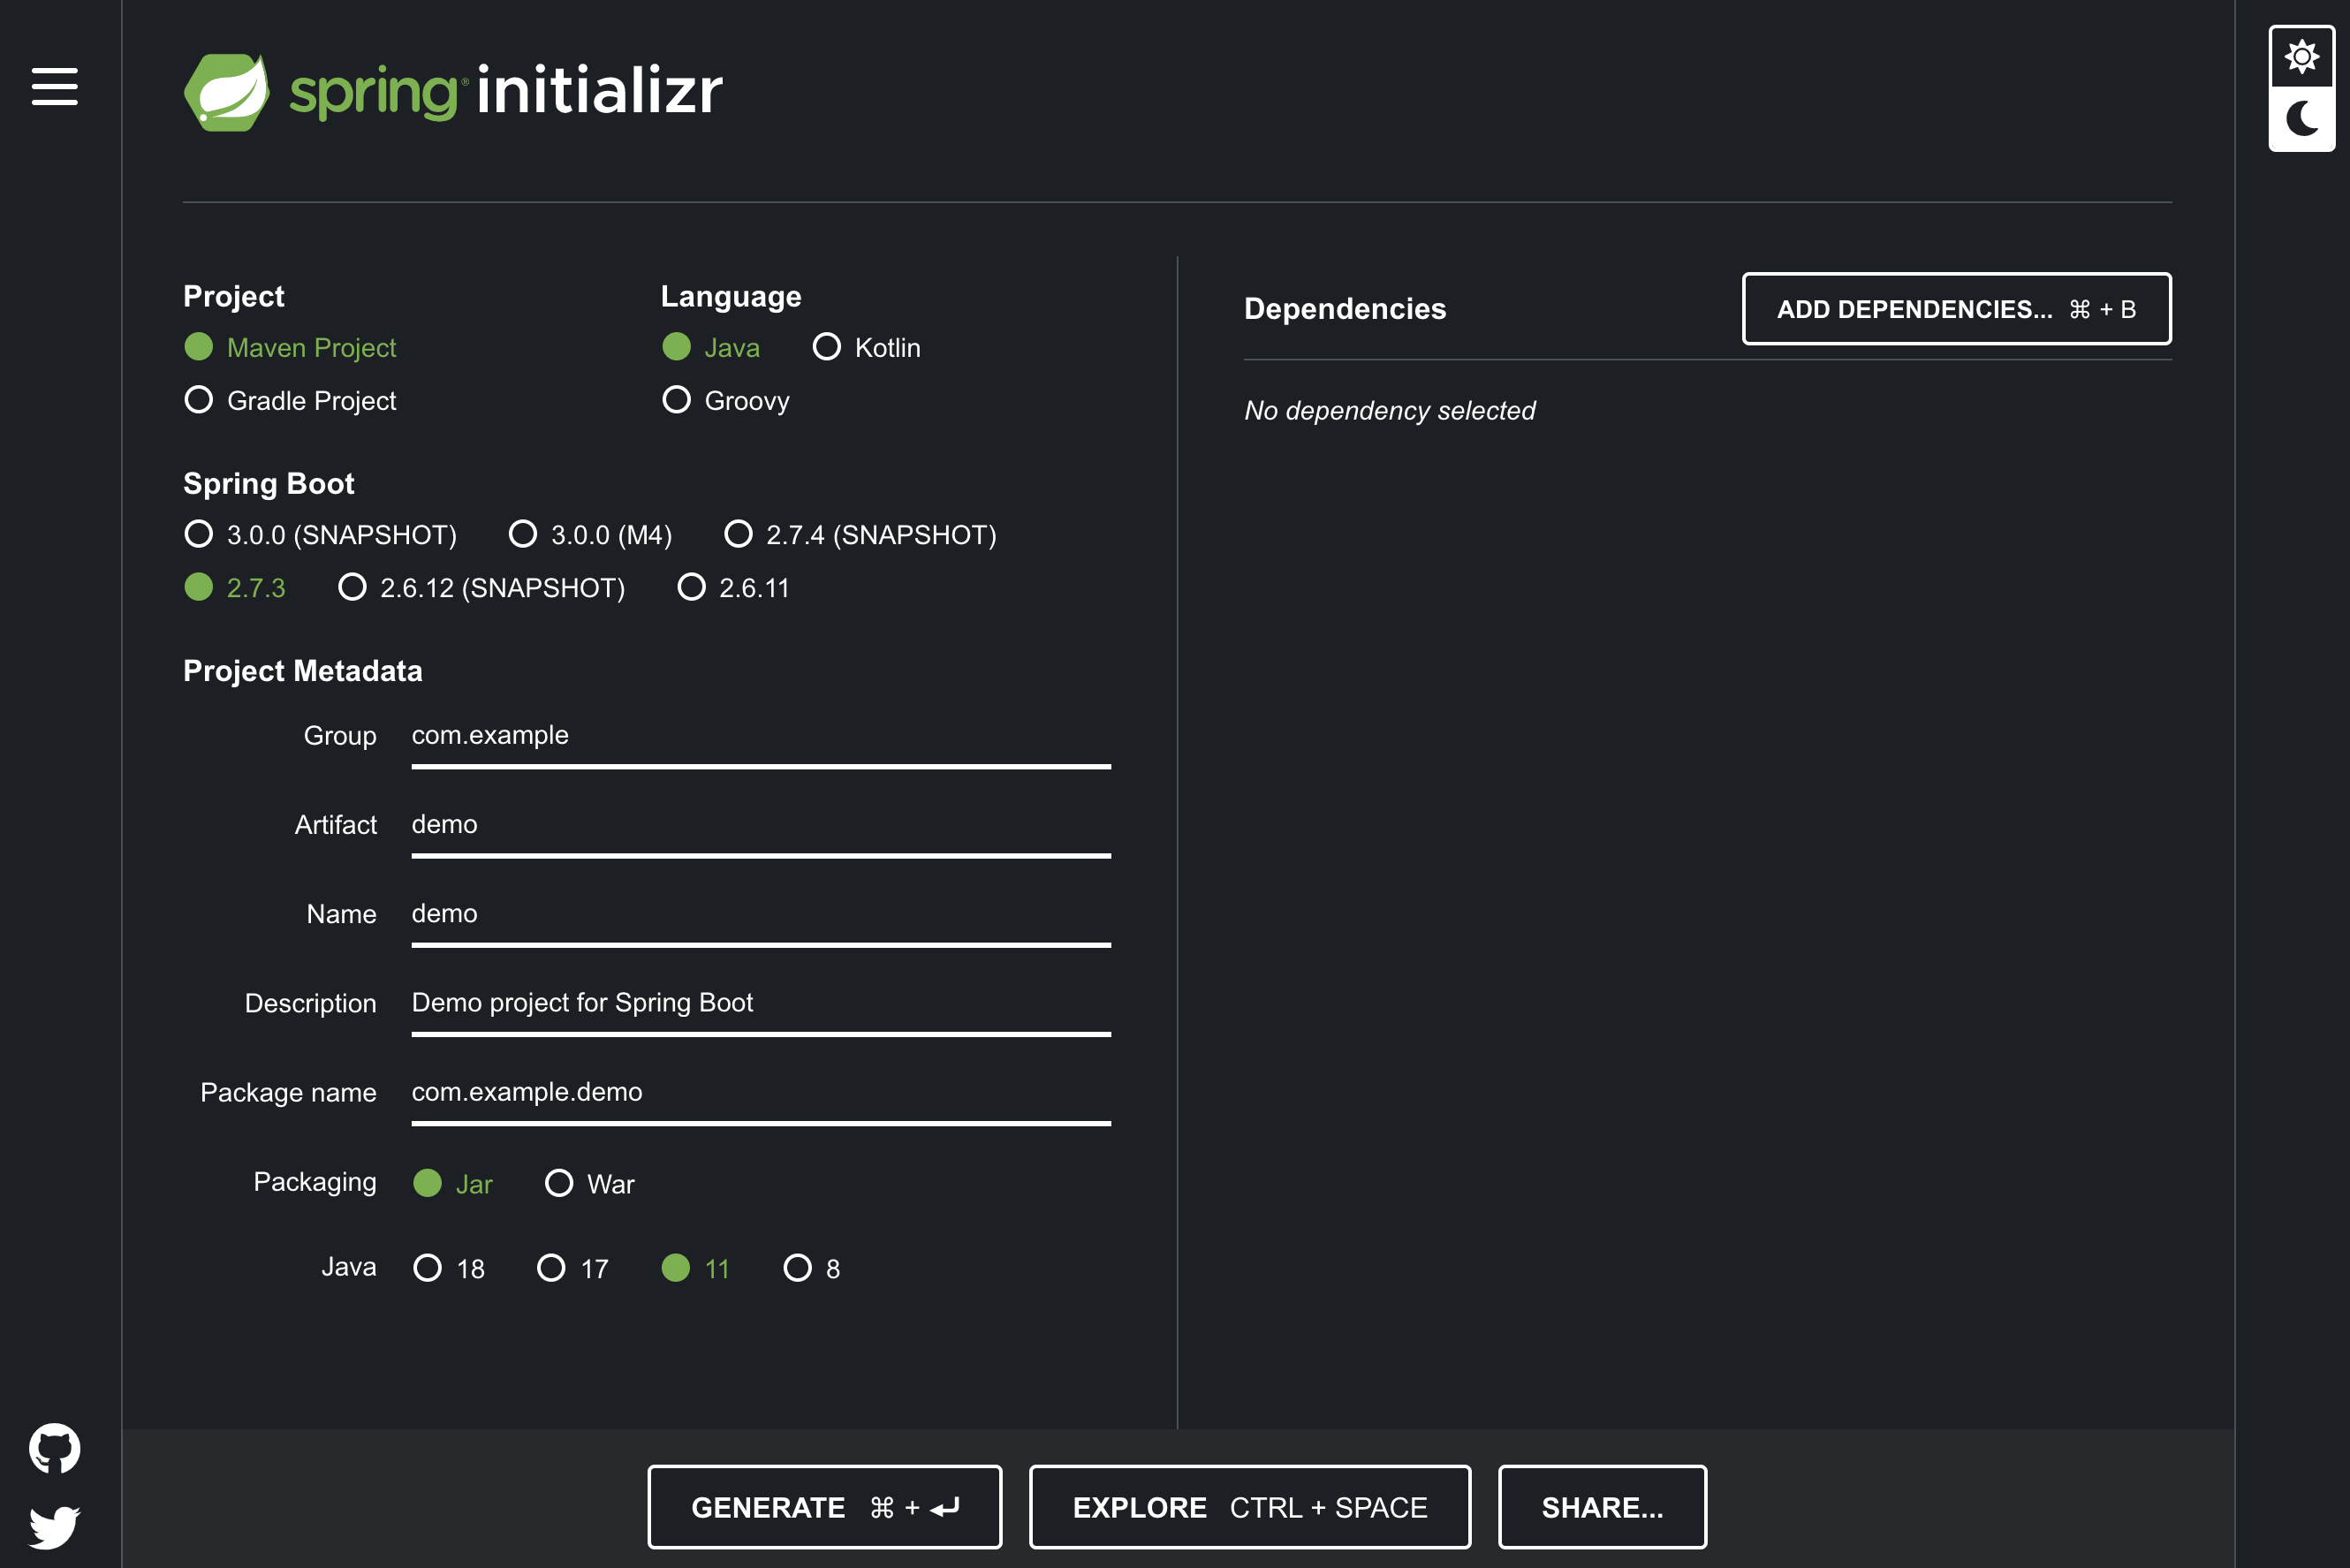 spring® initializr
Project
Maven Project
Gradle Project
Language
Java Kotlin
Groovy
Spring Boot
3.0.0 (SNAPSHOT) 3.0.0 (M4) 2.7.4 (SNAPSHOT)
2.7.3 2.6.12 (SNAPSHOT) 2.6.11
Project Metadata
Group com.example
Artifact demo
Name demo
Description Demo project for Spring Boot
Package name com.example.demo
Packaging Jar War
Java 18 17 11 8
Dependencies ADD DEPENDENCIES... ⌘ + B
No dependency selected
GENERATE ⌘ + ⏎ EXPLORE CTRL + SPACE SHARE...